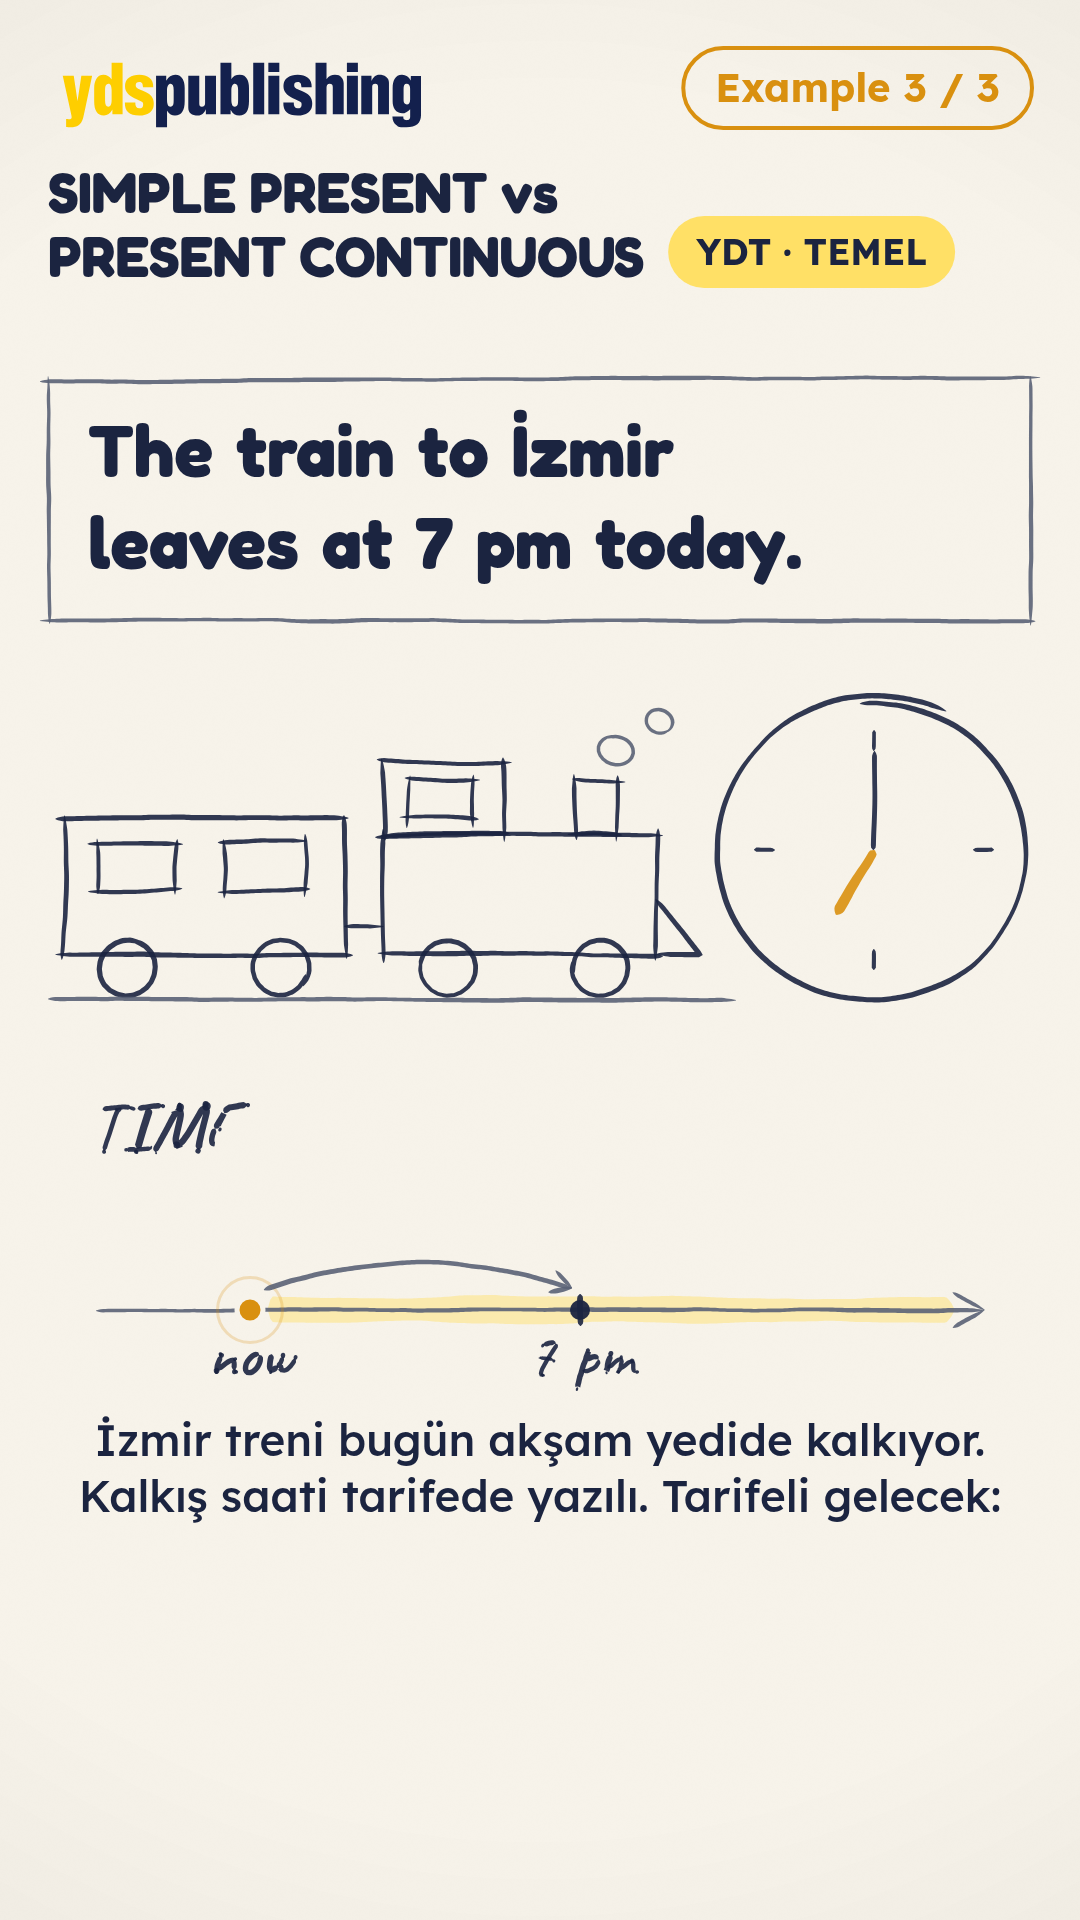 ydspublishing
Example 3 / 3
SIMPLE PRESENT vs
PRESENT CONTINUOUS
YDT · TEMEL
The train to İzmir
leaves at 7 pm today.
now
7 pm
İzmir treni bugün akşam yedide kalkıyor.
Kalkış saati tarifede yazılı. Tarifeli gelecek: